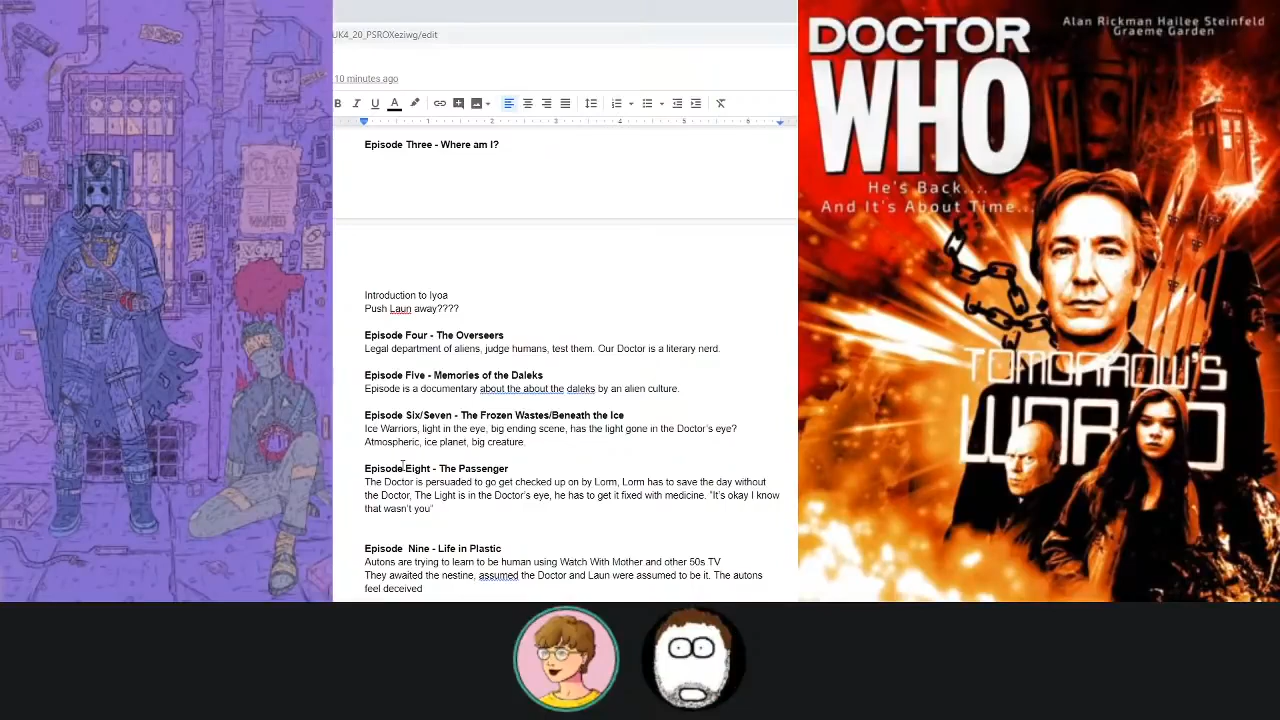 UK4_20_PSROXeziwg/edit
10 minutes ago
Episode Three - Where am I?
Introduction to Iyoa
Push Laun away????
Episode Four - The Overseers
Legal department of aliens, judge humans, test them. Our Doctor is a literary nerd.
Episode Five - Memories of the Daleks
Episode is a documentary about the about the daleks by an alien culture.
Episode Six/Seven - The Frozen Wastes/Beneath the Ice
Ice Warriors, light in the eye, big ending scene, has the light gone in the Doctor's eye?
Atmospheric, ice planet, big creature.
Episode Eight - The Passenger
The Doctor is persuaded to go get checked up on by Lorm, Lorm has to save the day without
the Doctor, The Light is in the Doctor's eye, he has to get it fixed with medicine. "It's okay I know
that wasn't you"
Episode  Nine - Life in Plastic
Autons are trying to learn to be human using Watch With Mother and other 50s TV
They awaited the nestine, assumed the Doctor and Laun were assumed to be it. The autons
feel deceived
WANTED
DOCTOR
WHO
Alan Rickman Hailee Steinfeld
Graeme Garden
He's Back....
And It's About Time...
TOMORROW'S
WORLD